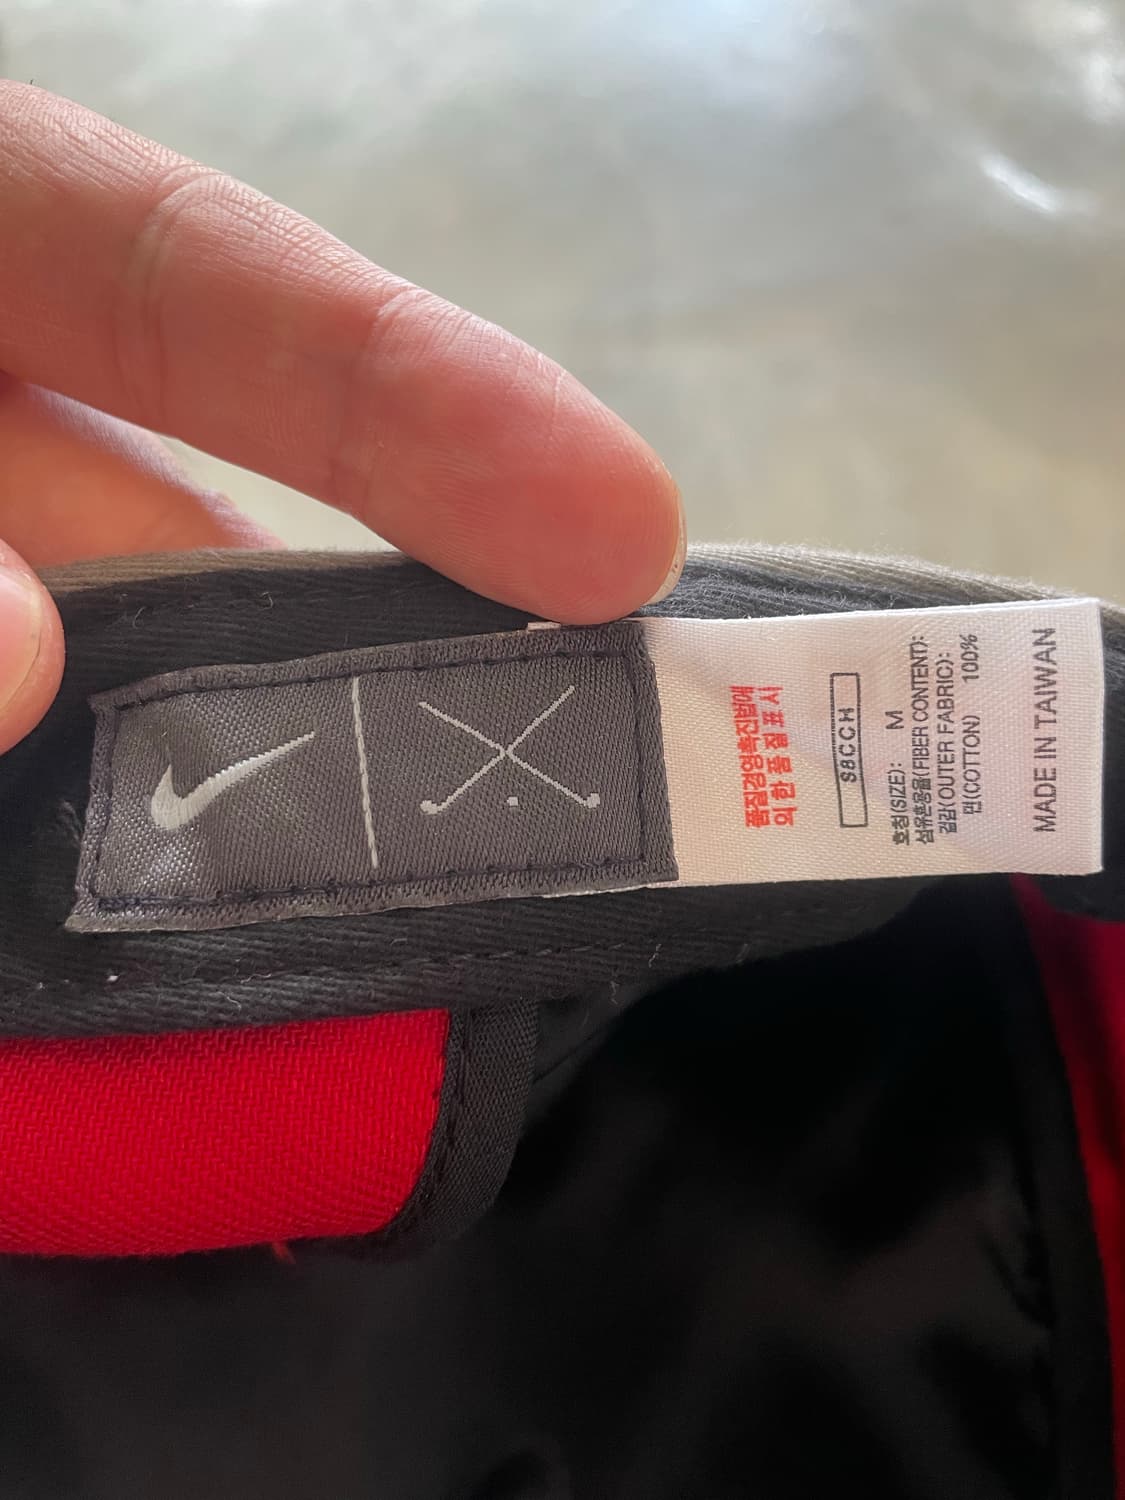 품질경영촉진법에
의한 품질표시
S8CCH
호칭(SIZE): M
섬유혼용율(FIBER CONTENT):
겉감(OUTER FABRIC):
면(COTTON) 100%
MADE IN TAIWAN